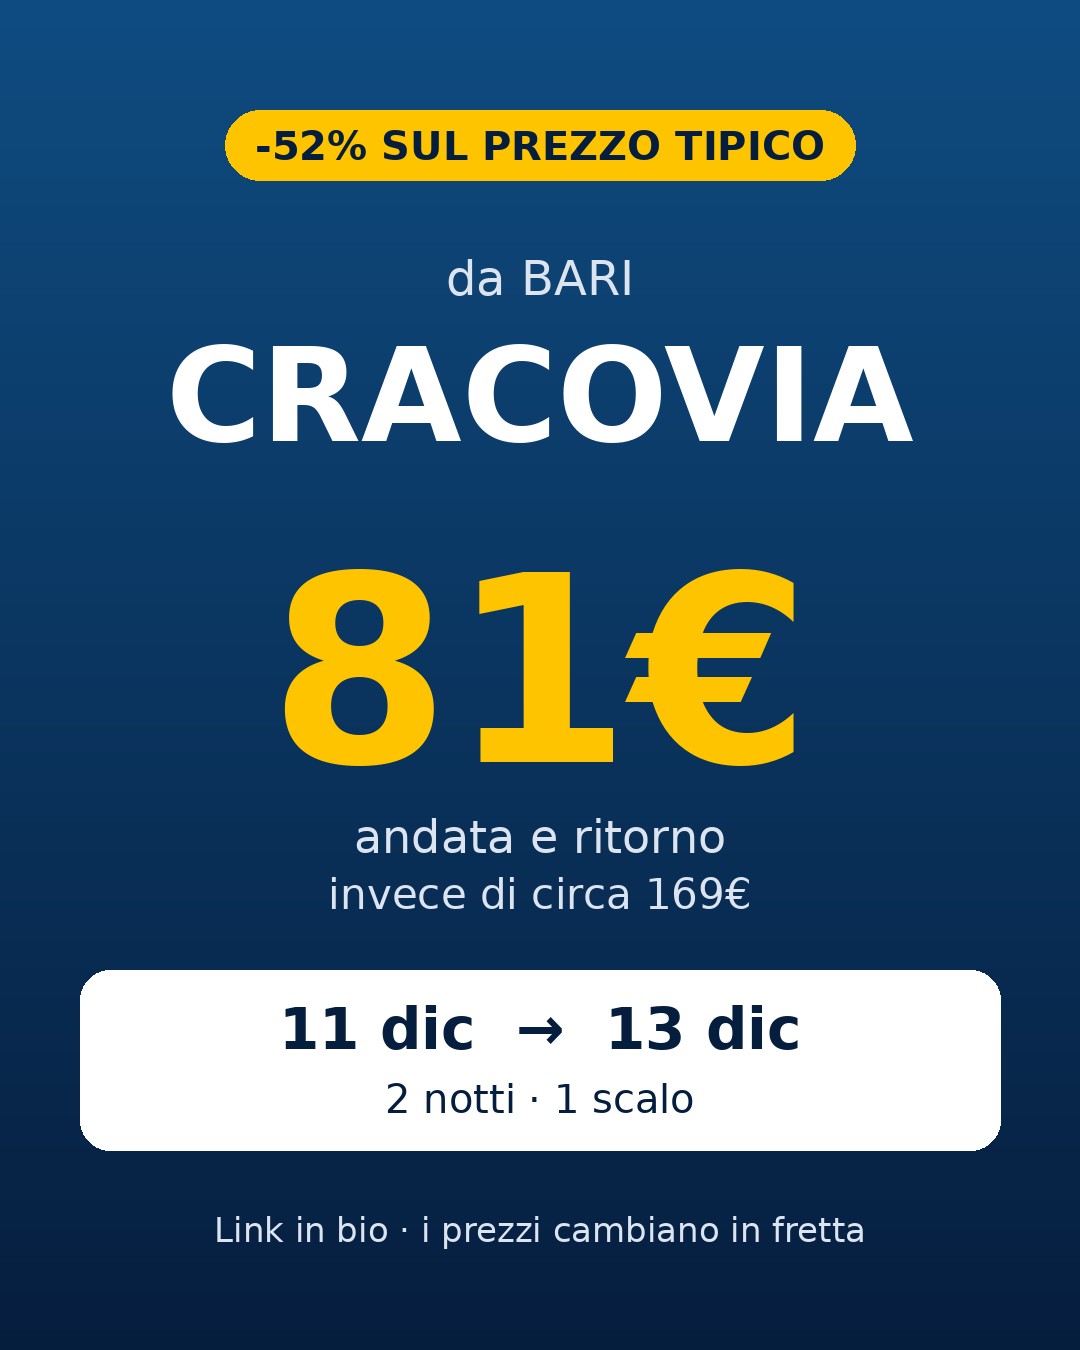 -52% SUL PREZZO TIPICO
da BARI
CRACOVIA
81€
andata e ritorno
invece di circa 169€
11 dic → 13 dic
2 notti · 1 scalo
Link in bio · i prezzi cambiano in fretta